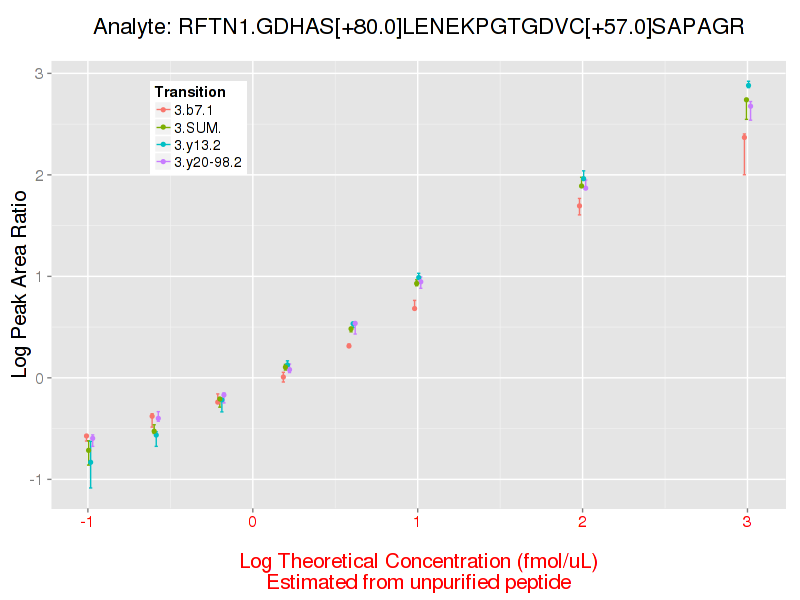 Analyte: RFTN1.GDHAS[+80.0]LENEKPGTGDVC[+57.0]SAPAGR
Transition
3.b7.1
3.SUM.
3.y13.2
3.y20-98.2
Log Peak Area Ratio
3
2
1
0
-1
-1 0 1 2 3
Log Theoretical Concentration (fmol/uL)
Estimated from unpurified peptide